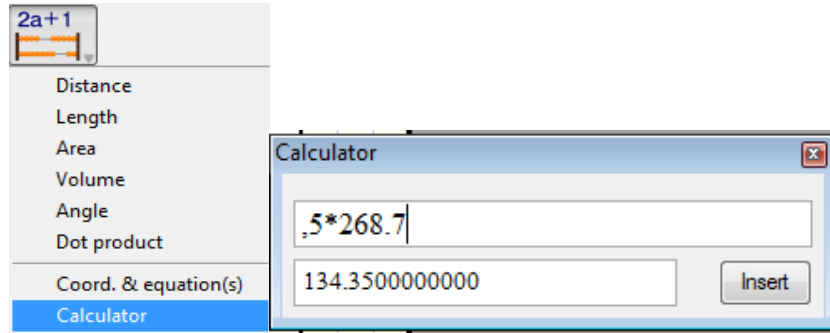 2a+1
Distance
Length
Area
Volume
Angle
Dot product
Coord. & equation(s)
Calculator
Calculator
,5*268.7
134.3500000000
Insert